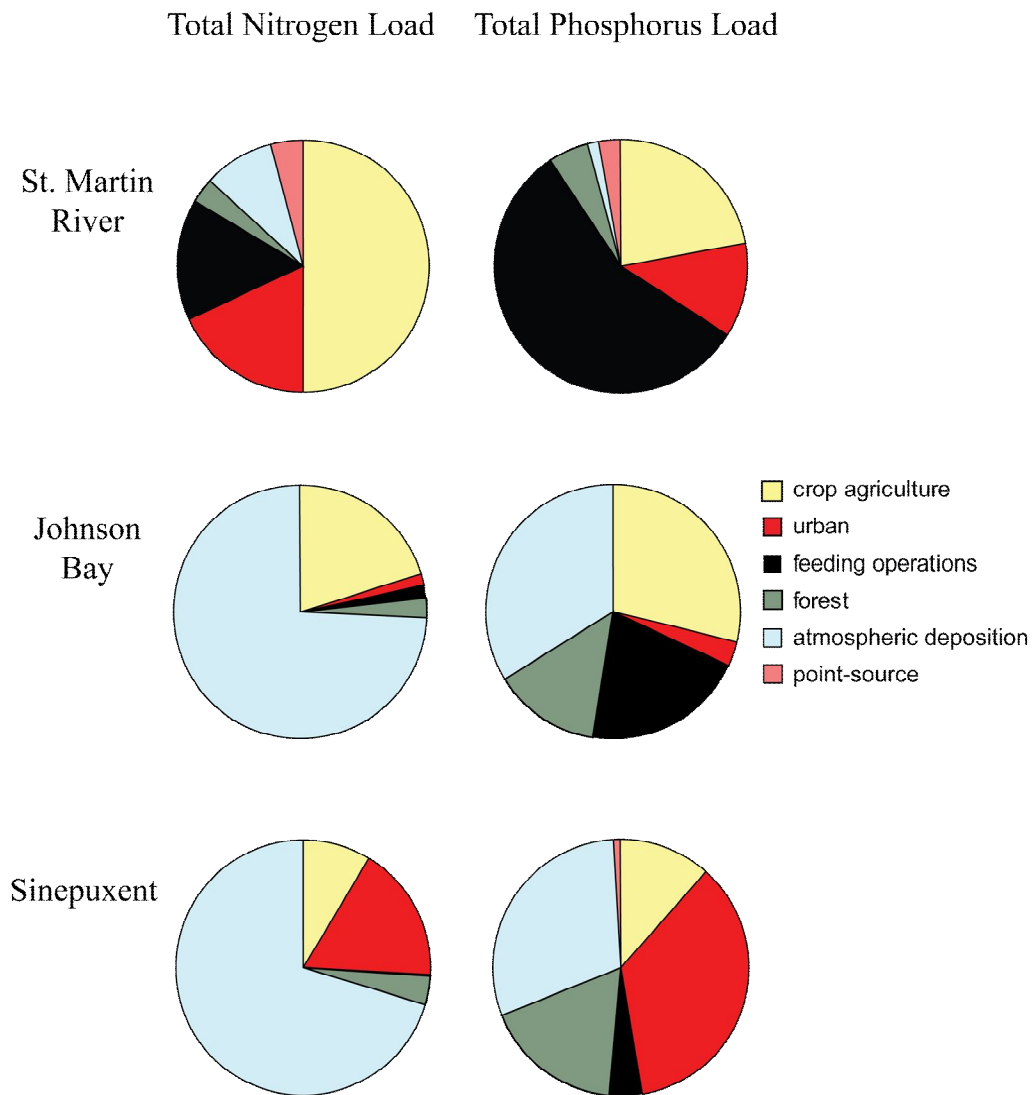 Total Nitrogen Load
Total Phosphorus Load
St. Martin
River
Johnson
Bay
crop agriculture
urban
feeding operations
forest
atmospheric deposition
point-source
Sinepuxent